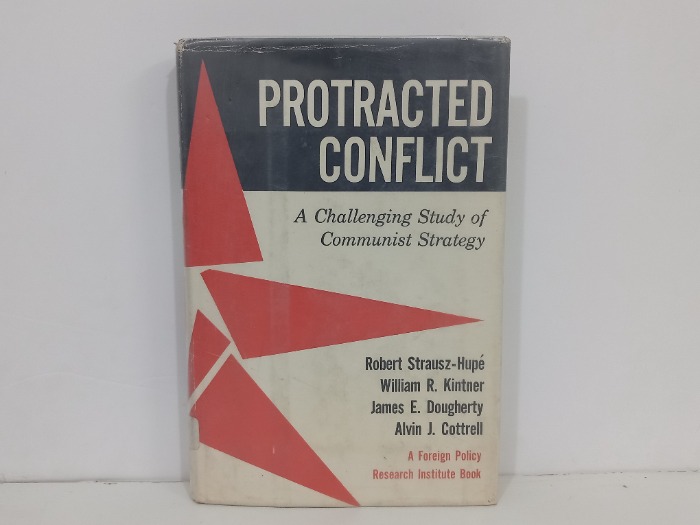 PROTRACTED
CONFLICT
A Challenging Study of
Communist Strategy
Robert Strausz-Hupé
William R. Kintner
James E. Dougherty
Alvin J. Cottrell
A Foreign Policy
Research Institute Book